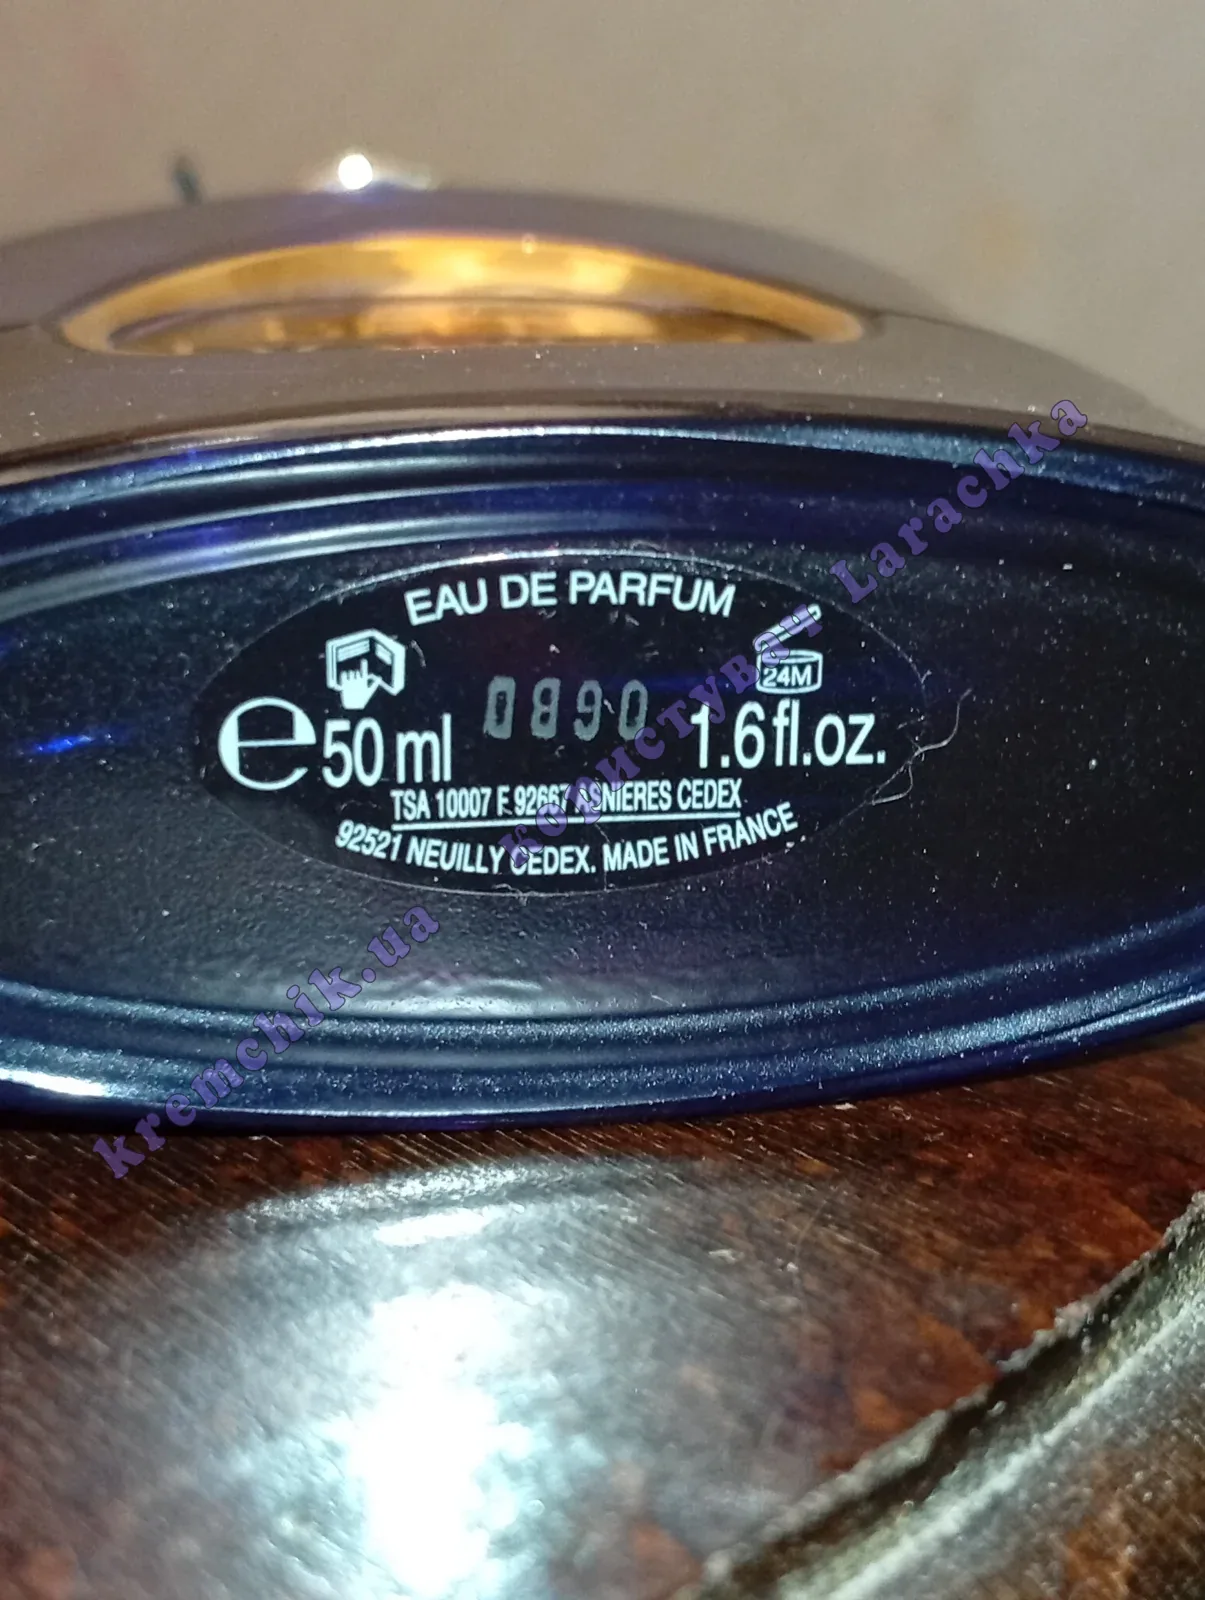 EAU DE PARFUM
24M
e 50 ml 0890 1.6 fl.oz.
TSA 10007 F 92667 ASNIERES CEDEX
92521 NEUILLY CEDEX. MADE IN FRANCE
kremchik.ua користувач Larachka